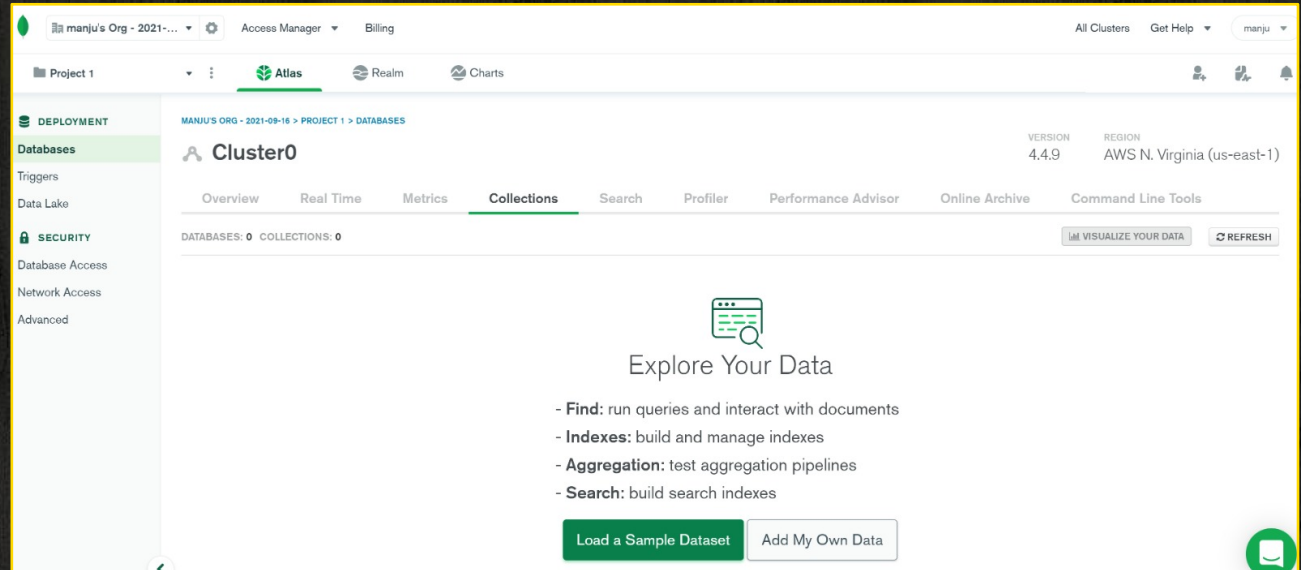 manju's Org - 2021-... Access Manager Billing All Clusters Get Help manju
Project 1 Atlas Realm Charts
DEPLOYMENT
Databases
Triggers
Data Lake
SECURITY
Database Access
Network Access
Advanced
MANJU'S ORG - 2021-09-16 > PROJECT 1 > DATABASES
Cluster0
VERSION
4.4.9
REGION
AWS N. Virginia (us-east-1)
Overview Real Time Metrics Collections Search Profiler Performance Advisor Online Archive Command Line Tools
DATABASES: 0 COLLECTIONS: 0 VISUALIZE YOUR DATA REFRESH
Explore Your Data
- Find: run queries and interact with documents
- Indexes: build and manage indexes
- Aggregation: test aggregation pipelines
- Search: build search indexes
Load a Sample Dataset Add My Own Data